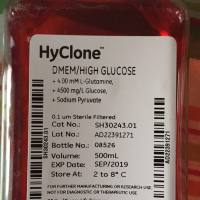 HyClone™
DMEM/HIGH GLUCOSE
+ 4.00 mM L-Glutamine,
+ 4500 mg/L Glucose,
+ Sodium Pyruvate
0.1 um Sterile Filtered
Cat No.: SH30243.01
Lot No.: AD22391271
Bottle No.: 08526
Volume: 500mL
EXP Date: SEP/2019
Store At: 2 to 8° C
FOR FURTHER MANUFACTURING OR RESEARCH
NOT FOR DIAGNOSTIC OR THERAPEUTIC USE
AD22391271